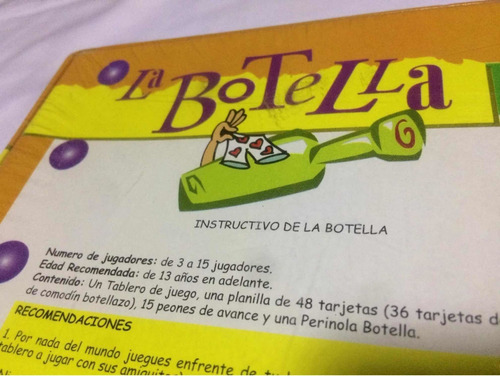 La BoTeLLa
INSTRUCTIVO DE LA BOTELLA
Numero de jugadores: de 3 a 15 jugadores.
Edad Recomendada: de 13 años en adelante.
Contenido: Un Tablero de juego, una planilla de 48 tarjetas (36 tarjetas d
de comodín botellazo), 15 peones de avance y una Perinola Botella.
RECOMENDACIONES
1. Por nada del mundo juegues enfrente de
tablero a jugar con sus amiguito